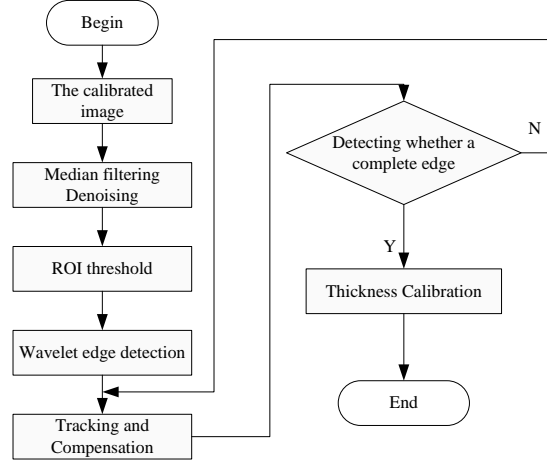 Begin
The calibrated
image
Median filtering
Denoising
ROI threshold
Wavelet edge detection
Tracking and
Compensation
Detecting whether a
complete edge
N
Y
Thickness Calibration
End